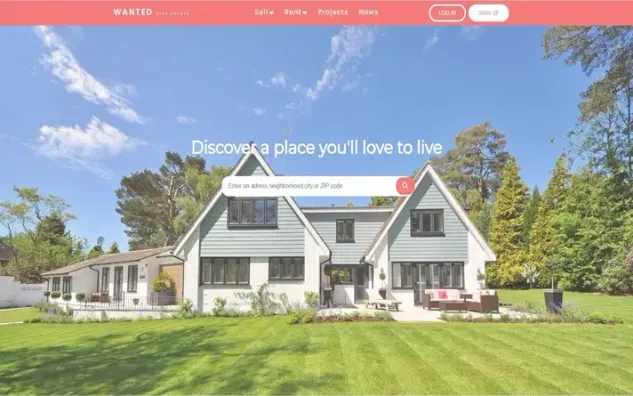 WANTED REAL ESTATE Sell Rent Projects News LOG IN SIGN UP
Discover a place you'll love to live
Enter an adress,neighborhood,city,or ZIP code